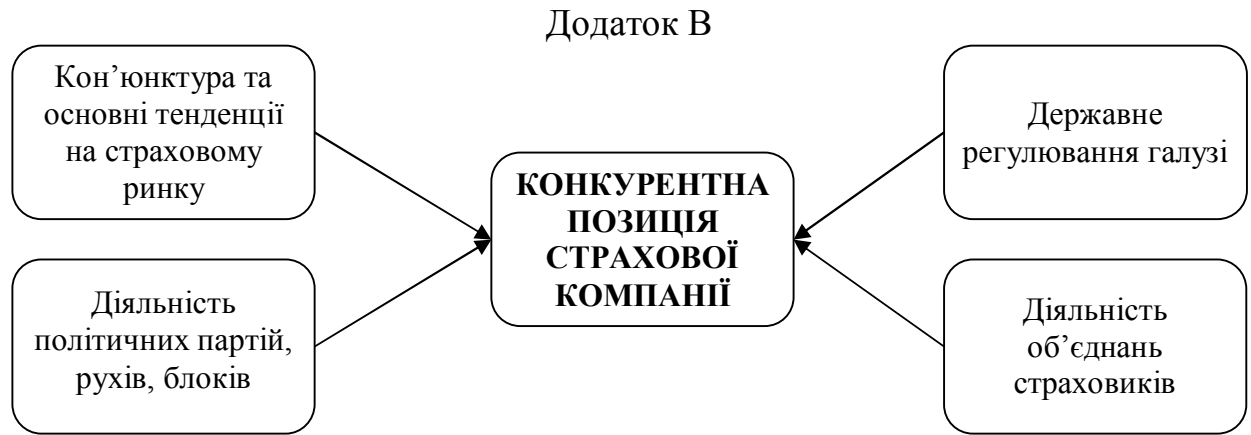 Додаток В
Кон’юнктура та
основні тенденції
на страховому
ринку
Діяльність
політичних партій,
рухів, блоків
КОНКУРЕНТНА
ПОЗИЦІЯ
СТРАХОВОЇ
КОМПАНІЇ
Державне
регулювання галузі
Діяльність
об’єднань
страховиків